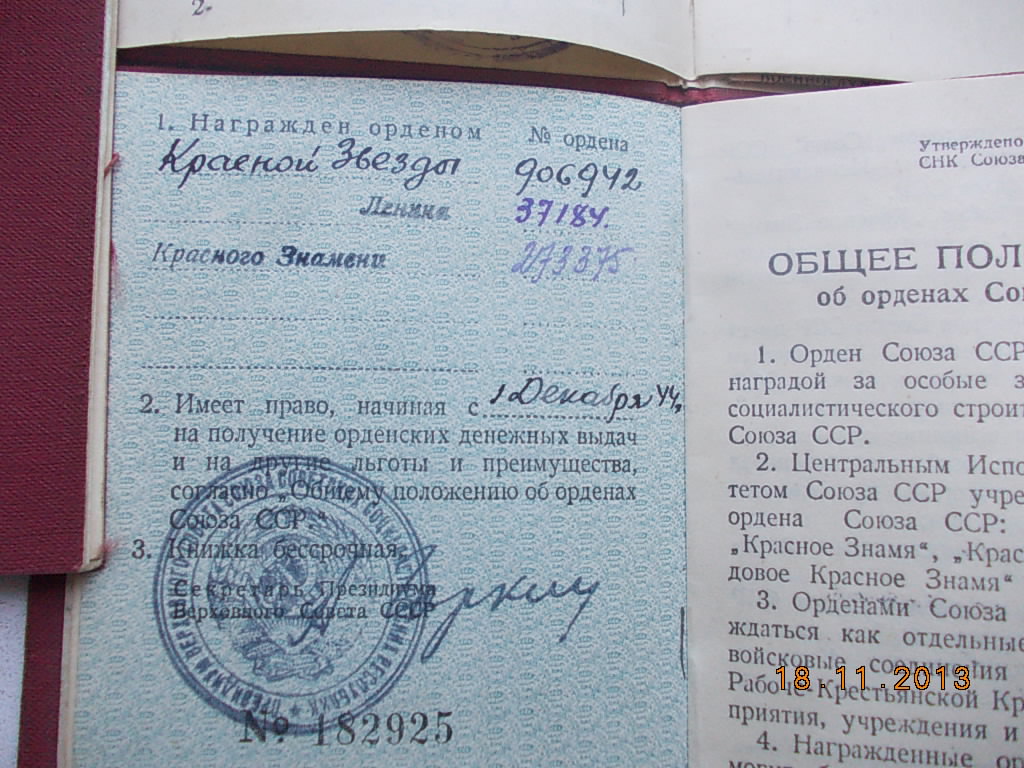 2-
1. Награжден орденом № ордена
Красной Звезды 906942
Ленина 37184.
Красного Знамени 273375
2. Имеет право, начиная с 1 Декабря 44.
на получение орденских денежных выдач
и на другие льготы и преимущества,
согласно „Общему положению об орденах
Союза ССР."
3. Книжка бессрочная.
Секретарь Президиума
Верховного Совета СССР
№ 182925
Утверждено
СНК Союза
ОБЩЕЕ ПОЛ
об орденах Сою
1. Орден Союза ССР
наградой за особые з
социалистического строит
Союза ССР.
2. Центральным Испо
тетом Союза ССР учре
ордена Союза ССР:
„Красное Знамя“, „Крас
довое Красное Знамя“
3. Орденами Союза
ждаться как отдельные
войсковые соединения
Рабоче Крестьянской Кр
приятия, учреждения и
4. Награжденные ор
18.11.2013